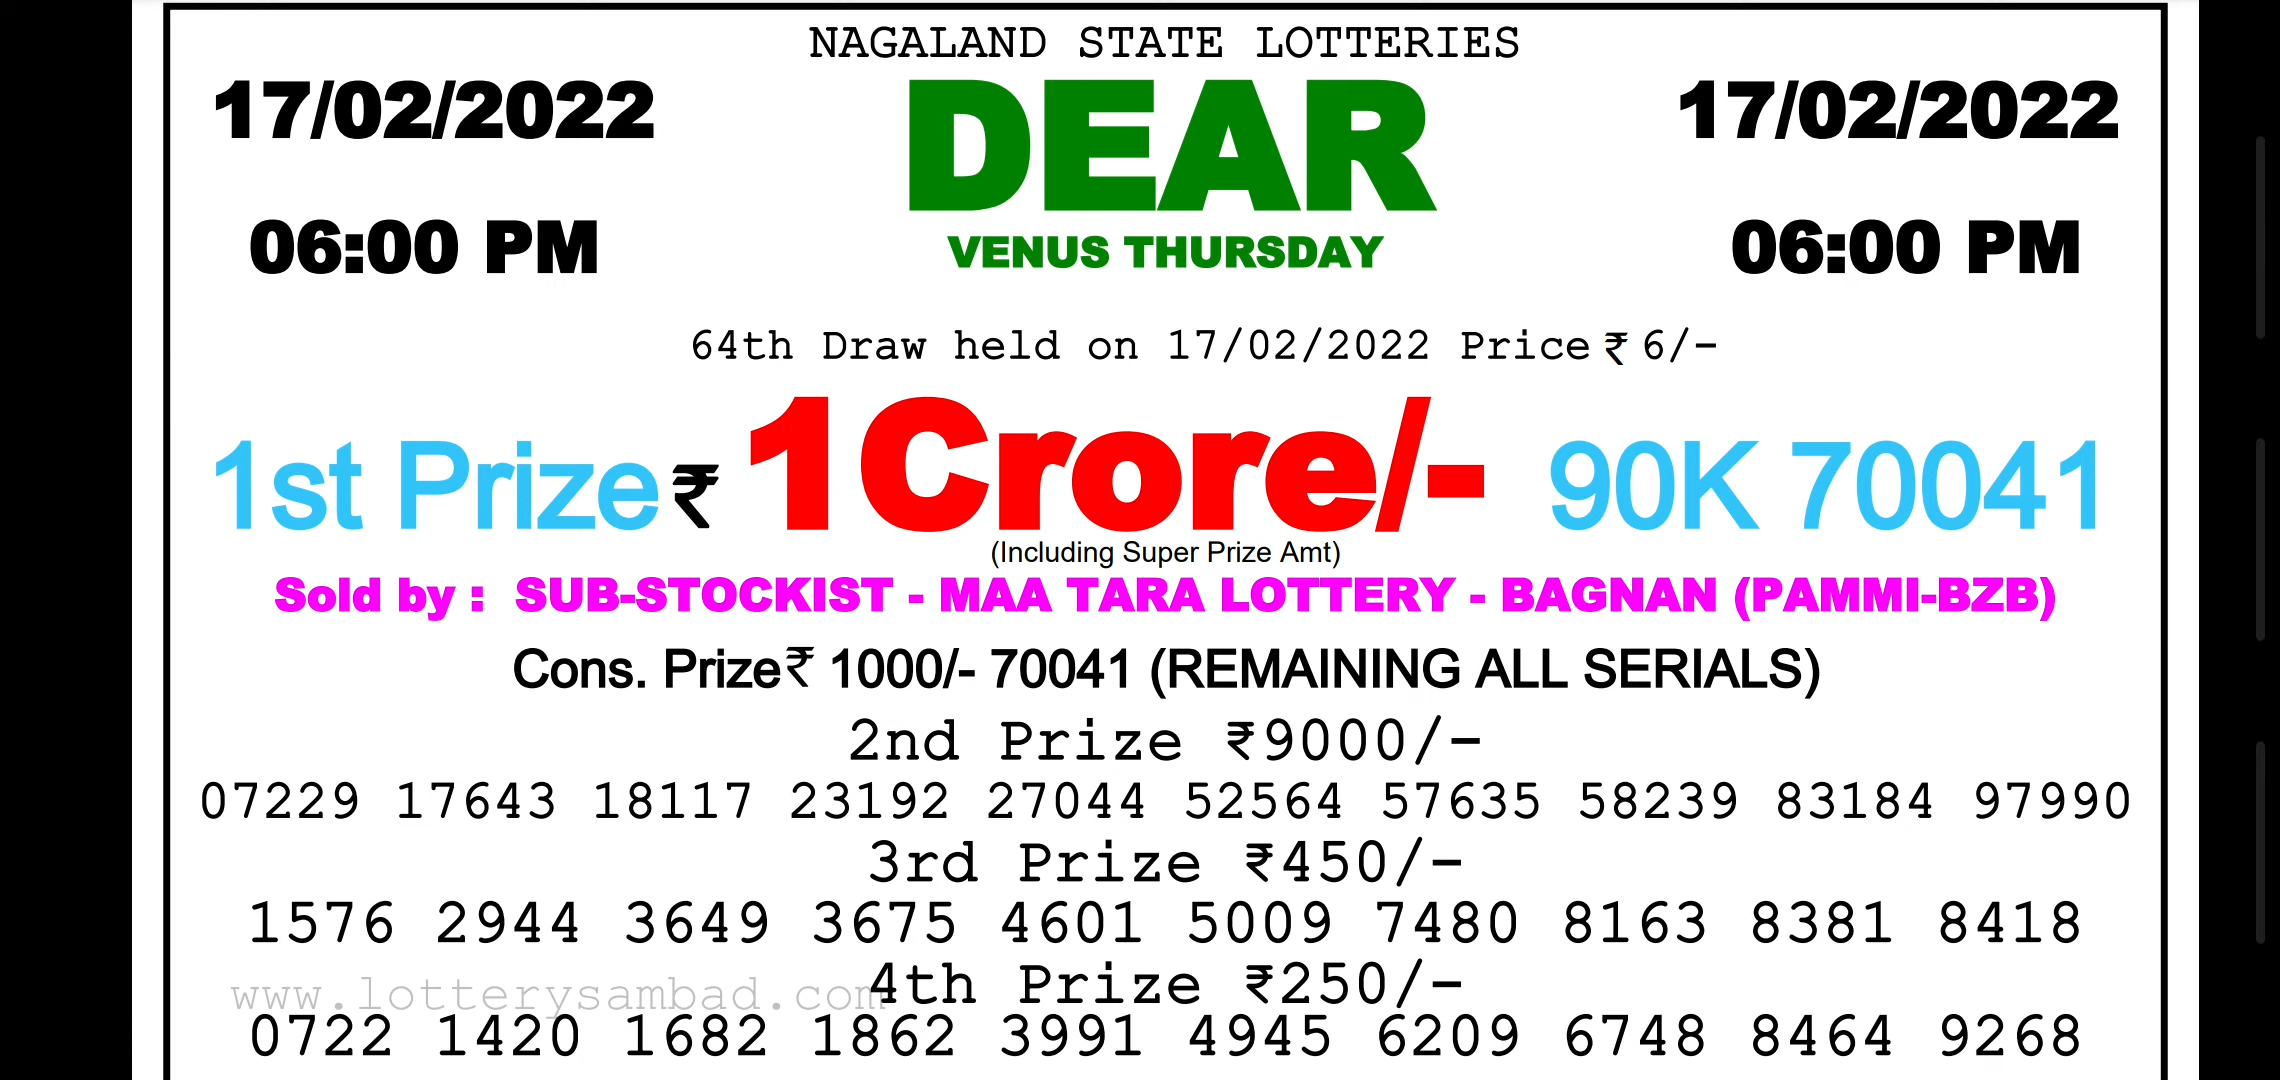 NAGALAND STATE LOTTERIES
17/02/2022 DEAR 17/02/2022
06:00 PM VENUS THURSDAY 06:00 PM
64th Draw held on 17/02/2022 Price ₹ 6/-
1st Prize ₹ 1Crore/- 90K 70041
(Including Super Prize Amt)
Sold by : SUB-STOCKIST - MAA TARA LOTTERY - BAGNAN (PAMMI-BZB)
Cons. Prize ₹ 1000/- 70041 (REMAINING ALL SERIALS)
2nd Prize ₹9000/-
07229 17643 18117 23192 27044 52564 57635 58239 83184 97990
3rd Prize ₹450/-
1576 2944 3649 3675 4601 5009 7480 8163 8381 8418
www.lotterysambad.com 4th Prize ₹250/-
0722 1420 1682 1862 3991 4945 6209 6748 8464 9268